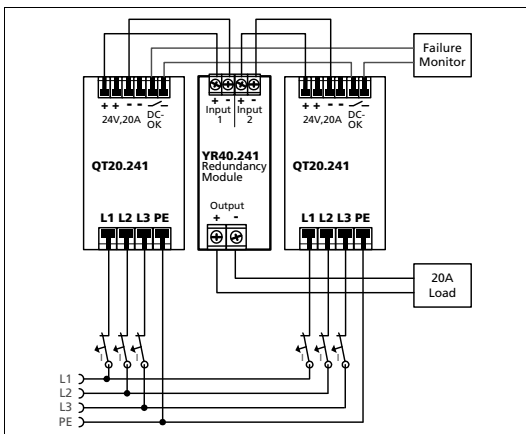 Failure
Monitor
+ + - -
24V,20A
DC-
OK
QT20.241
L1 L2 L3 PE
+ - + -
Input
1
Input
2
YR40.241
Redundancy
Module
Output
+ -
+ + - -
24V,20A
DC-
OK
QT20.241
L1 L2 L3 PE
20A
Load
I I I
I I I
L1
L2
L3
PE